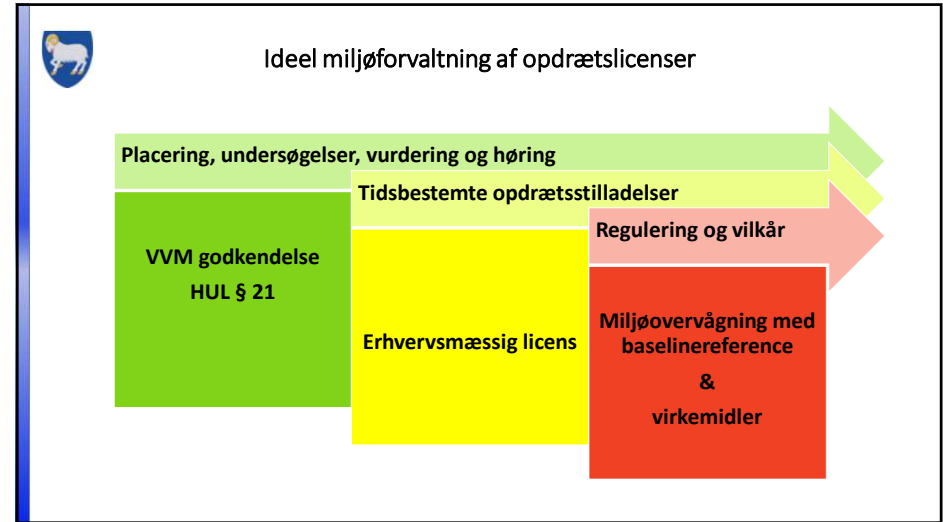 Ideel miljøforvaltning af opdrætslicenser
Placering, undersøgelser, vurdering og høring
Tidsbestemte opdrætsstilladelser
Regulering og vilkår
VVM godkendelse
HUL § 21
Erhvervsmæssig licens
Miljøovervågning med
baselinereference
&
virkemidler